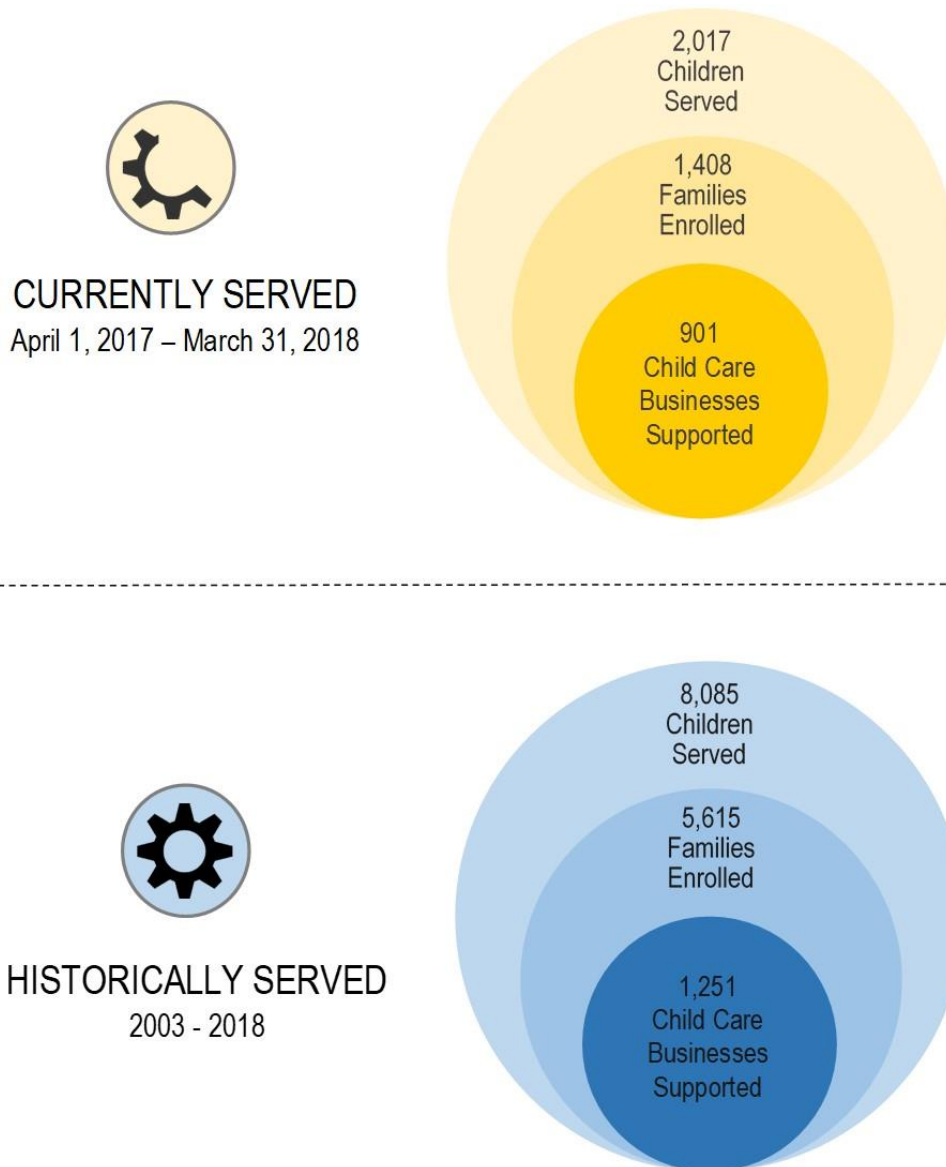 2,017
Children
Served
1,408
Families
Enrolled
901
Child Care
Businesses
Supported
CURRENTLY SERVED
April 1, 2017 – March 31, 2018
8,085
Children
Served
5,615
Families
Enrolled
1,251
Child Care
Businesses
Supported
HISTORICALLY SERVED
2003 - 2018